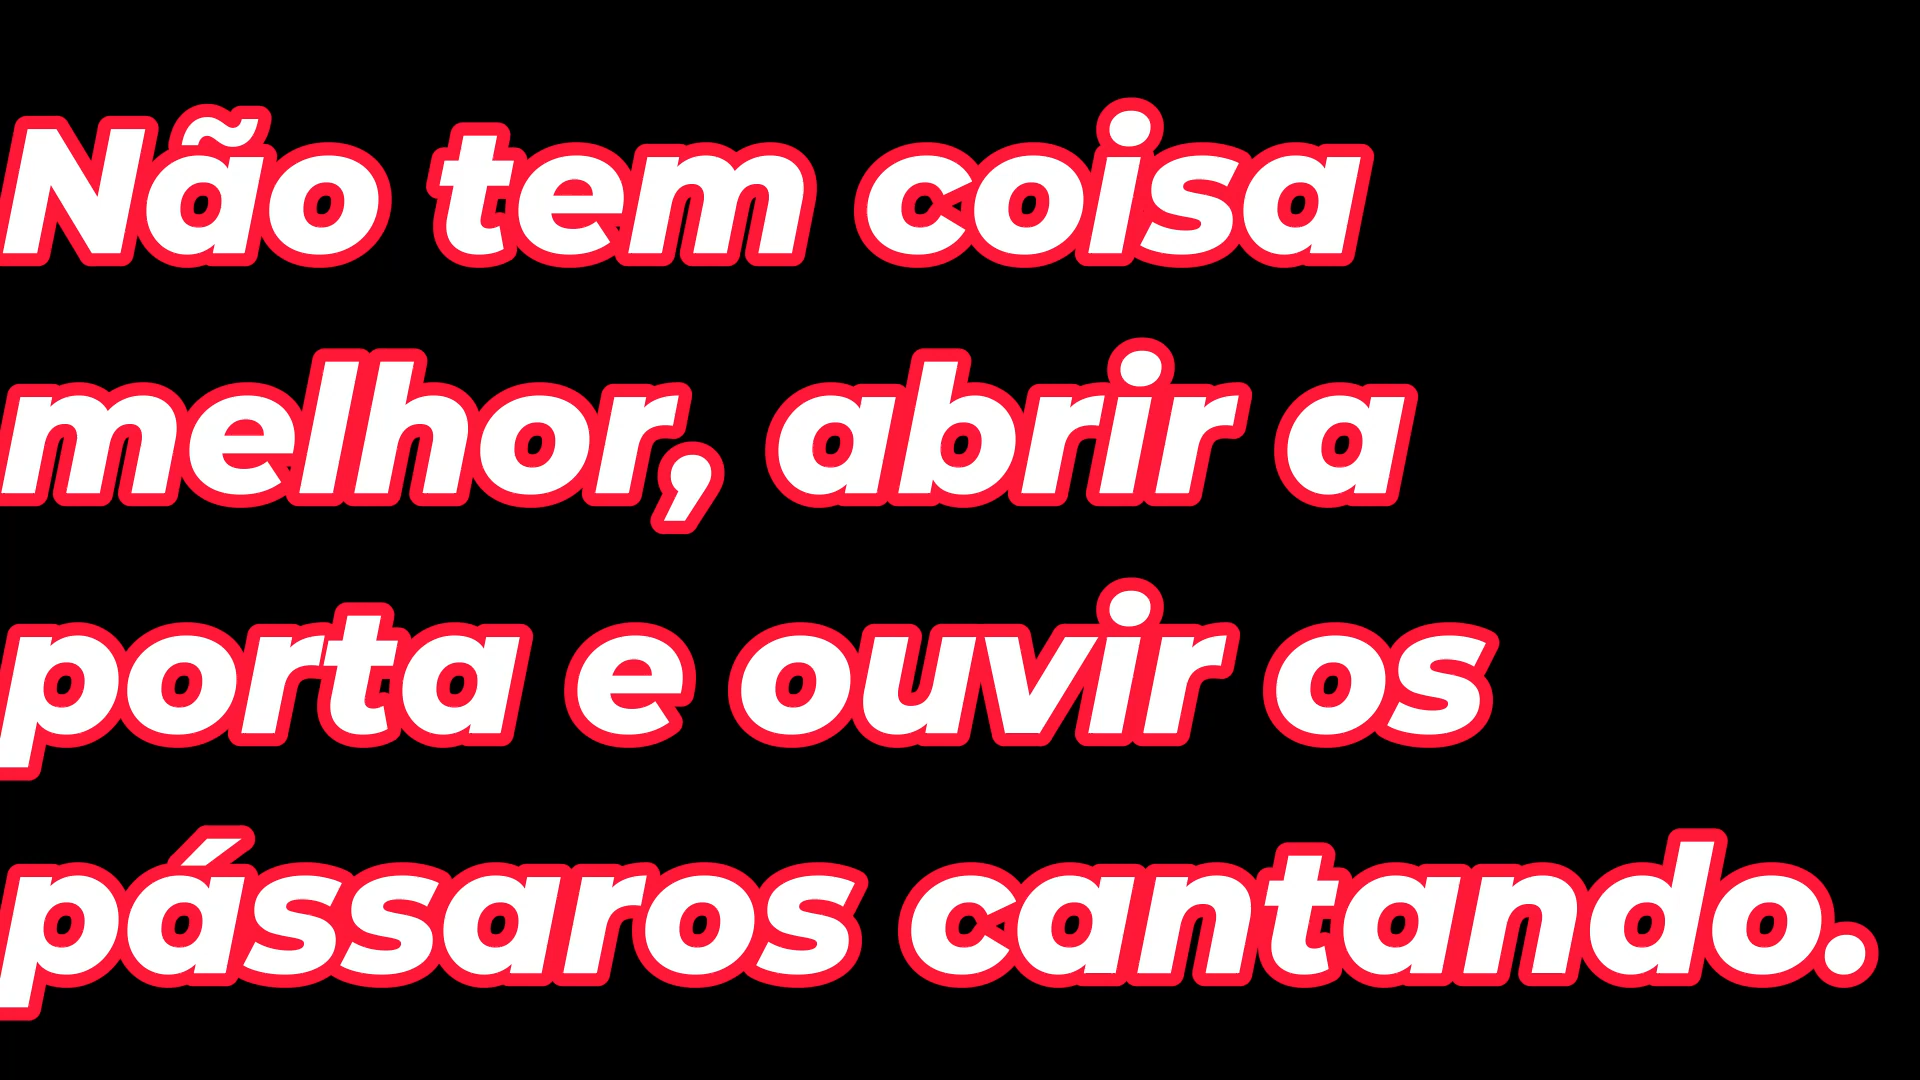 Não tem coisa
melhor, abrir a
porta e ouvir os
pássaros cantando.